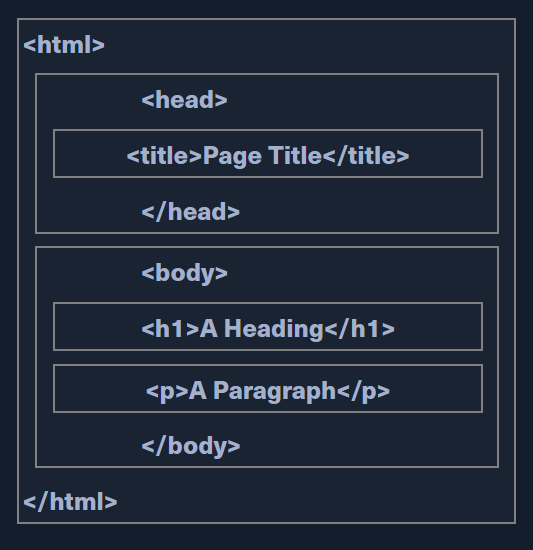 <html>
<head>
<title>Page Title</title>
</head>
<body>
<h1>A Heading</h1>
<p>A Paragraph</p>
</body>
</html>